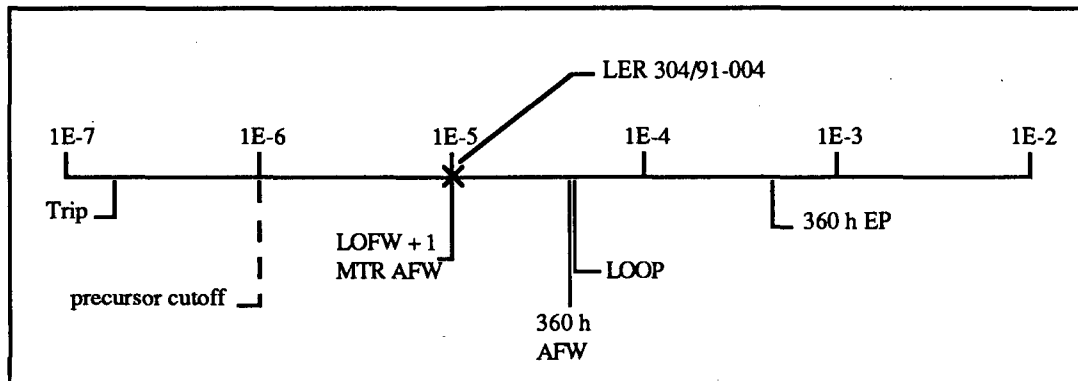 LER 304/91-004
1E-7 1E-6 1E-5 1E-4 1E-3 1E-2
Trip
360 h EP
LOFW + 1
MTR AFW
LOOP
precursor cutoff
360 h
AFW